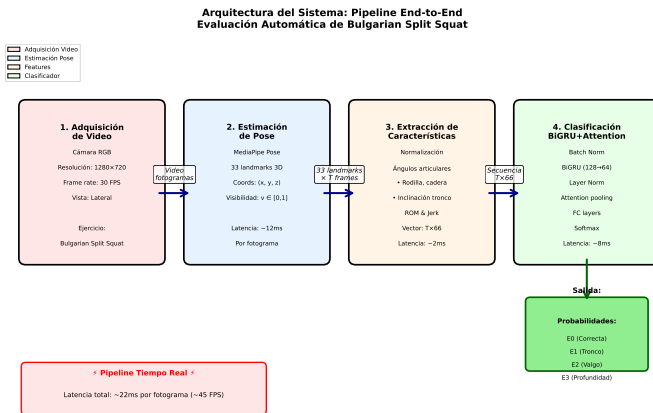 Arquitectura del Sistema: Pipeline End-to-End
Evaluación Automática de Bulgarian Split Squat
Adquisición Video
Estimación Pose
Features
Clasificador
1. Adquisición
de Video
Cámara RGB
Resolución: 1280×720
Frame rate: 30 FPS
Vista: Lateral
Ejercicio:
Bulgarian Split Squat
Video
fotogramas
2. Estimación
de Pose
MediaPipe Pose
33 landmarks 3D
Coords: (x, y, z)
Visibilidad: v ∈ [0,1]
Latencia: ~12ms
Por fotograma
33 landmarks
× T frames
3. Extracción de
Características
Normalización
Ángulos articulares
• Rodilla, cadera
• Inclinación tronco
ROM & Jerk
Vector: T×66
Latencia: ~2ms
Secuencia
T×66
4. Clasificación
BiGRU+Attention
Batch Norm
BiGRU (128→64)
Layer Norm
Attention pooling
FC layers
Softmax
Latencia: ~8ms
Salida:
Probabilidades:
E0 (Correcta)
E1 (Tronco)
E2 (Valgo)
E3 (Profundidad)
⚡ Pipeline Tiempo Real ⚡
Latencia total: ~22ms por fotograma (~45 FPS)